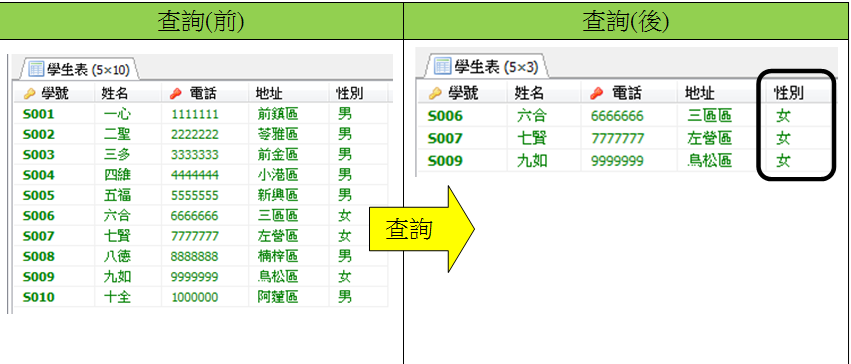 查詢(前)
查詢(後)
學生表 (5×10)
學號 姓名 電話 地址 性別
S001 一心 1111111 前鎮區 男
S002 二聖 2222222 苓雅區 男
S003 三多 3333333 前金區 男
S004 四維 4444444 小港區 男
S005 五福 5555555 新興區 男
S006 六合 6666666 三區區 女
S007 七賢 7777777 左營區 女
S008 八德 8888888 楠梓區 男
S009 九如 9999999 鳥松區 女
S010 十全 1000000 阿蓮區 男
查詢
學生表 (5×3)
學號 姓名 電話 地址 性別
S006 六合 6666666 三區區 女
S007 七賢 7777777 左營區 女
S009 九如 9999999 鳥松區 女